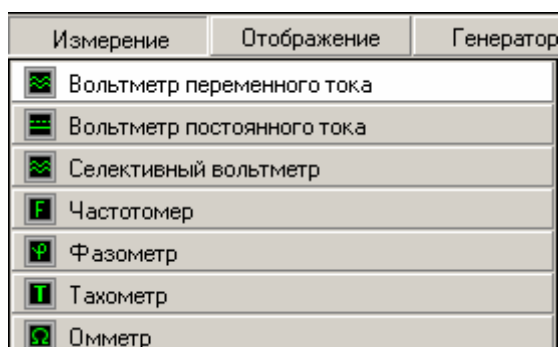 Измерение Отображение Генератор
Вольтметр переменного тока
Вольтметр постоянного тока
Селективный вольтметр
F Частотомер
φ Фазометр
T Тахометр
Ω Омметр